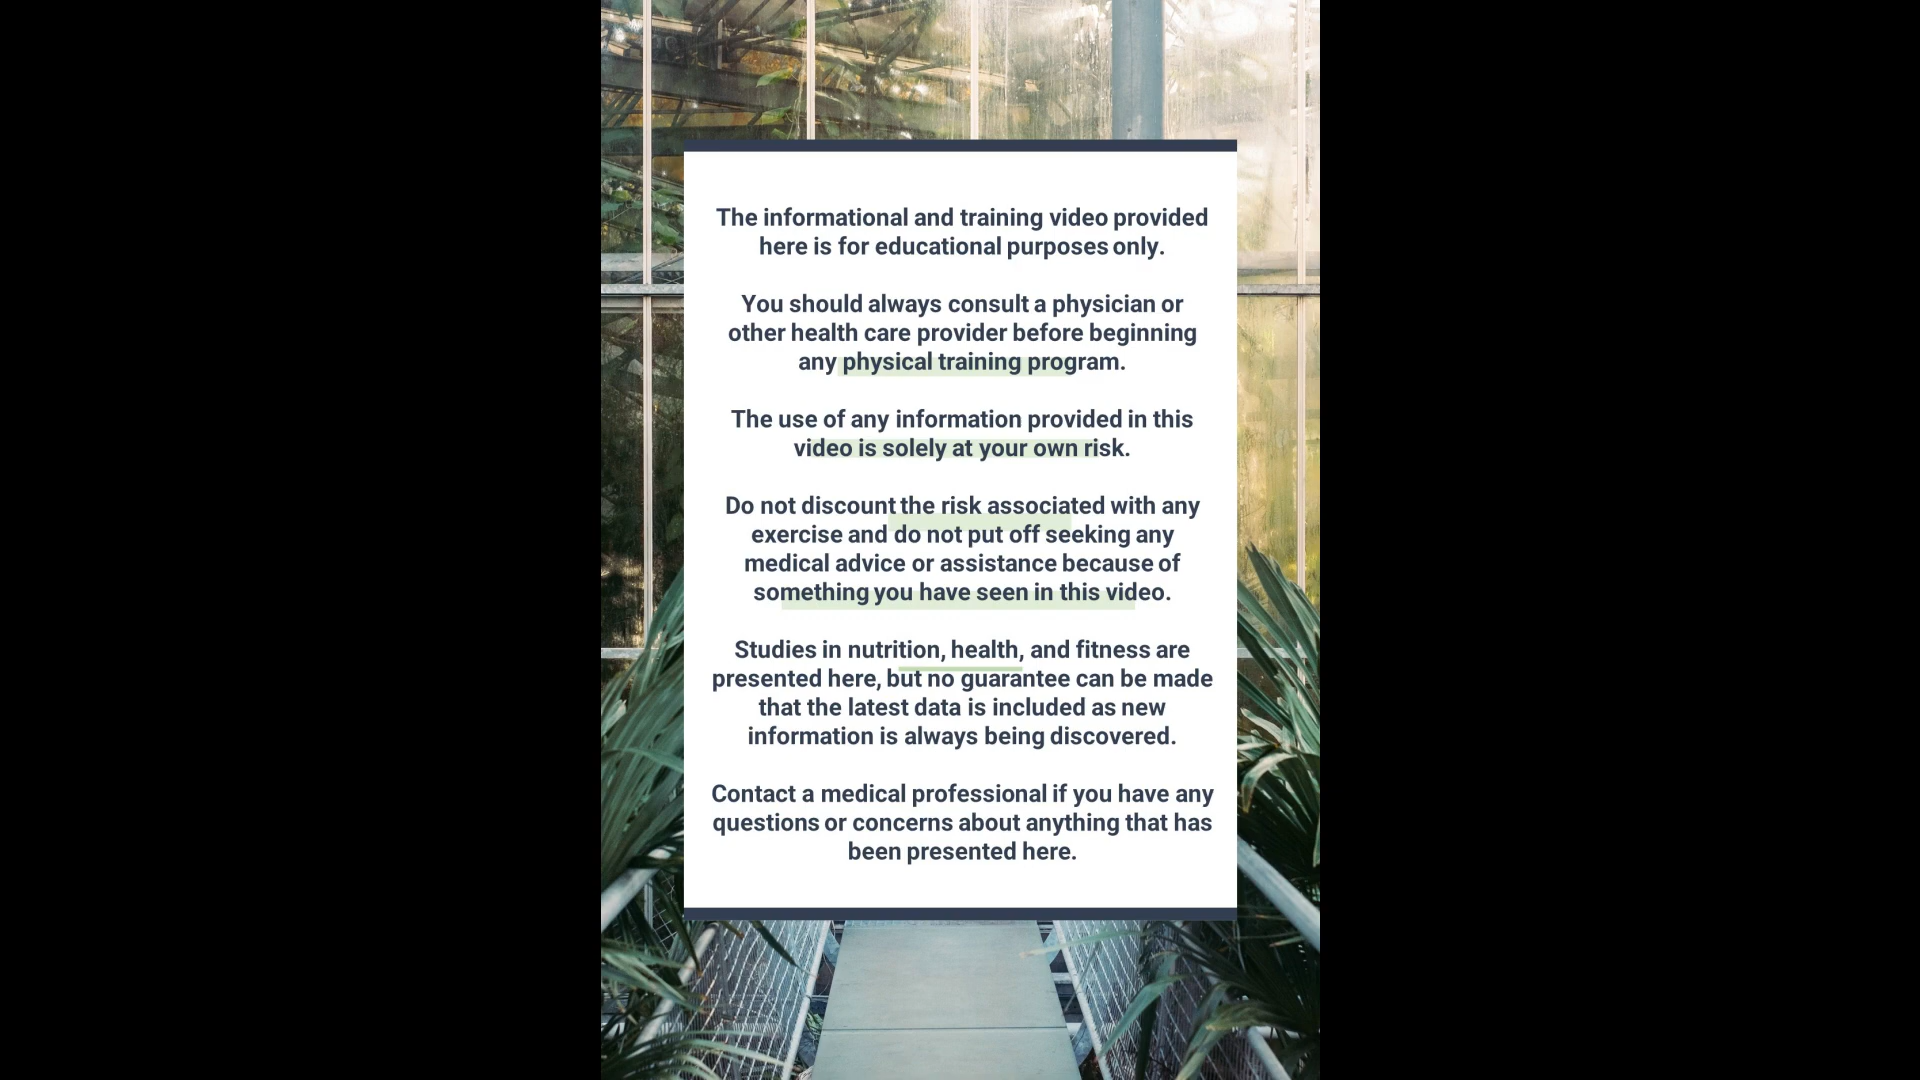 The informational and training video provided
here is for educational purposes only.
You should always consult a physician or
other health care provider before beginning
any physical training program.
The use of any information provided in this
video is solely at your own risk.
Do not discount the risk associated with any
exercise and do not put off seeking any
medical advice or assistance because of
something you have seen in this video.
Studies in nutrition, health, and fitness are
presented here, but no guarantee can be made
that the latest data is included as new
information is always being discovered.
Contact a medical professional if you have any
questions or concerns about anything that has
been presented here.